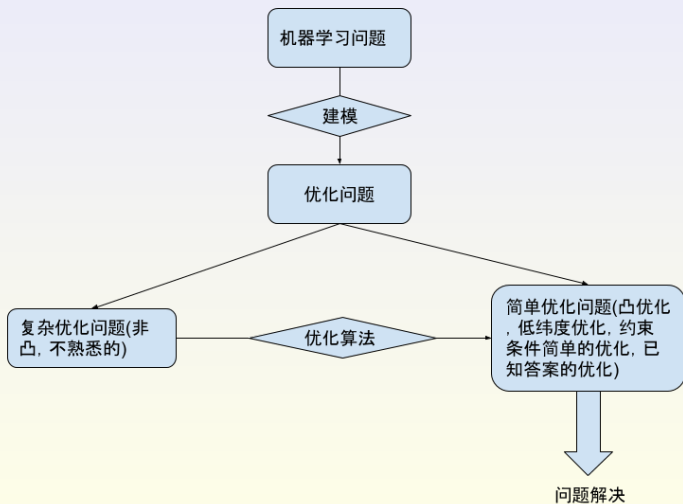 机器学习问题
建模
优化问题
复杂优化问题(非
凸, 不熟悉的)
优化算法
简单优化问题(凸优化
, 低纬度优化, 约束
条件简单的优化, 已
知答案的优化)
问题解决